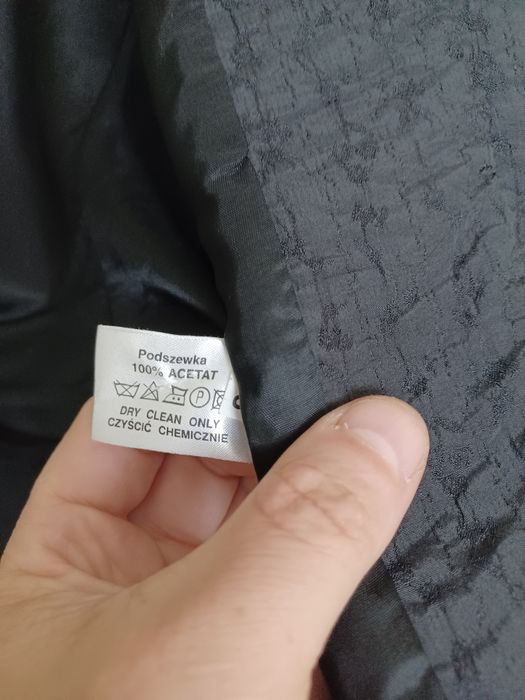 Podszewka
100% ACETAT
P
DRY CLEAN ONLY
CZYŚCIĆ CHEMICZNIE